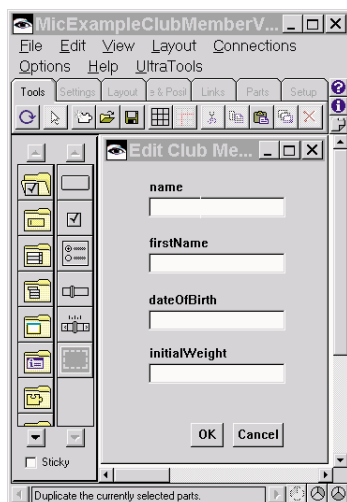 MicExampleClubMemberV...
File Edit View Layout Connections
Options Help UltraTools
Tools Settings Layout e & Posit Links Parts Setup
Edit Club Me...
name
firstName
dateOfBirth
initialWeight
OK Cancel
Sticky
Duplicate the currently selected parts.